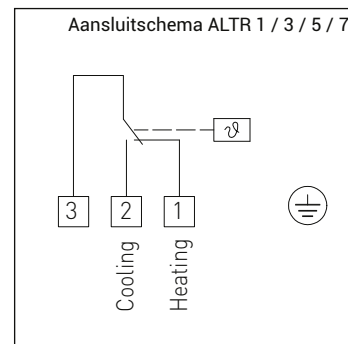 Aansluitschema ALTR 1 / 3 / 5 / 7
ϑ
3 2 1
Cooling
Heating